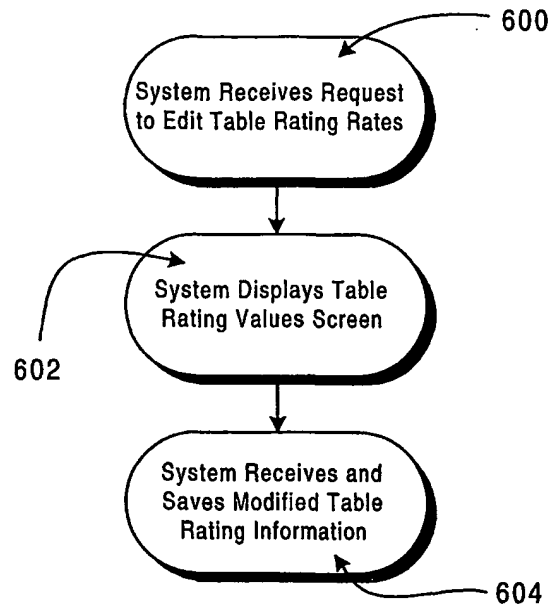 600
System Receives Request
to Edit Table Rating Rates
System Displays Table
Rating Values Screen
602
System Receives and
Saves Modified Table
Rating Information
604